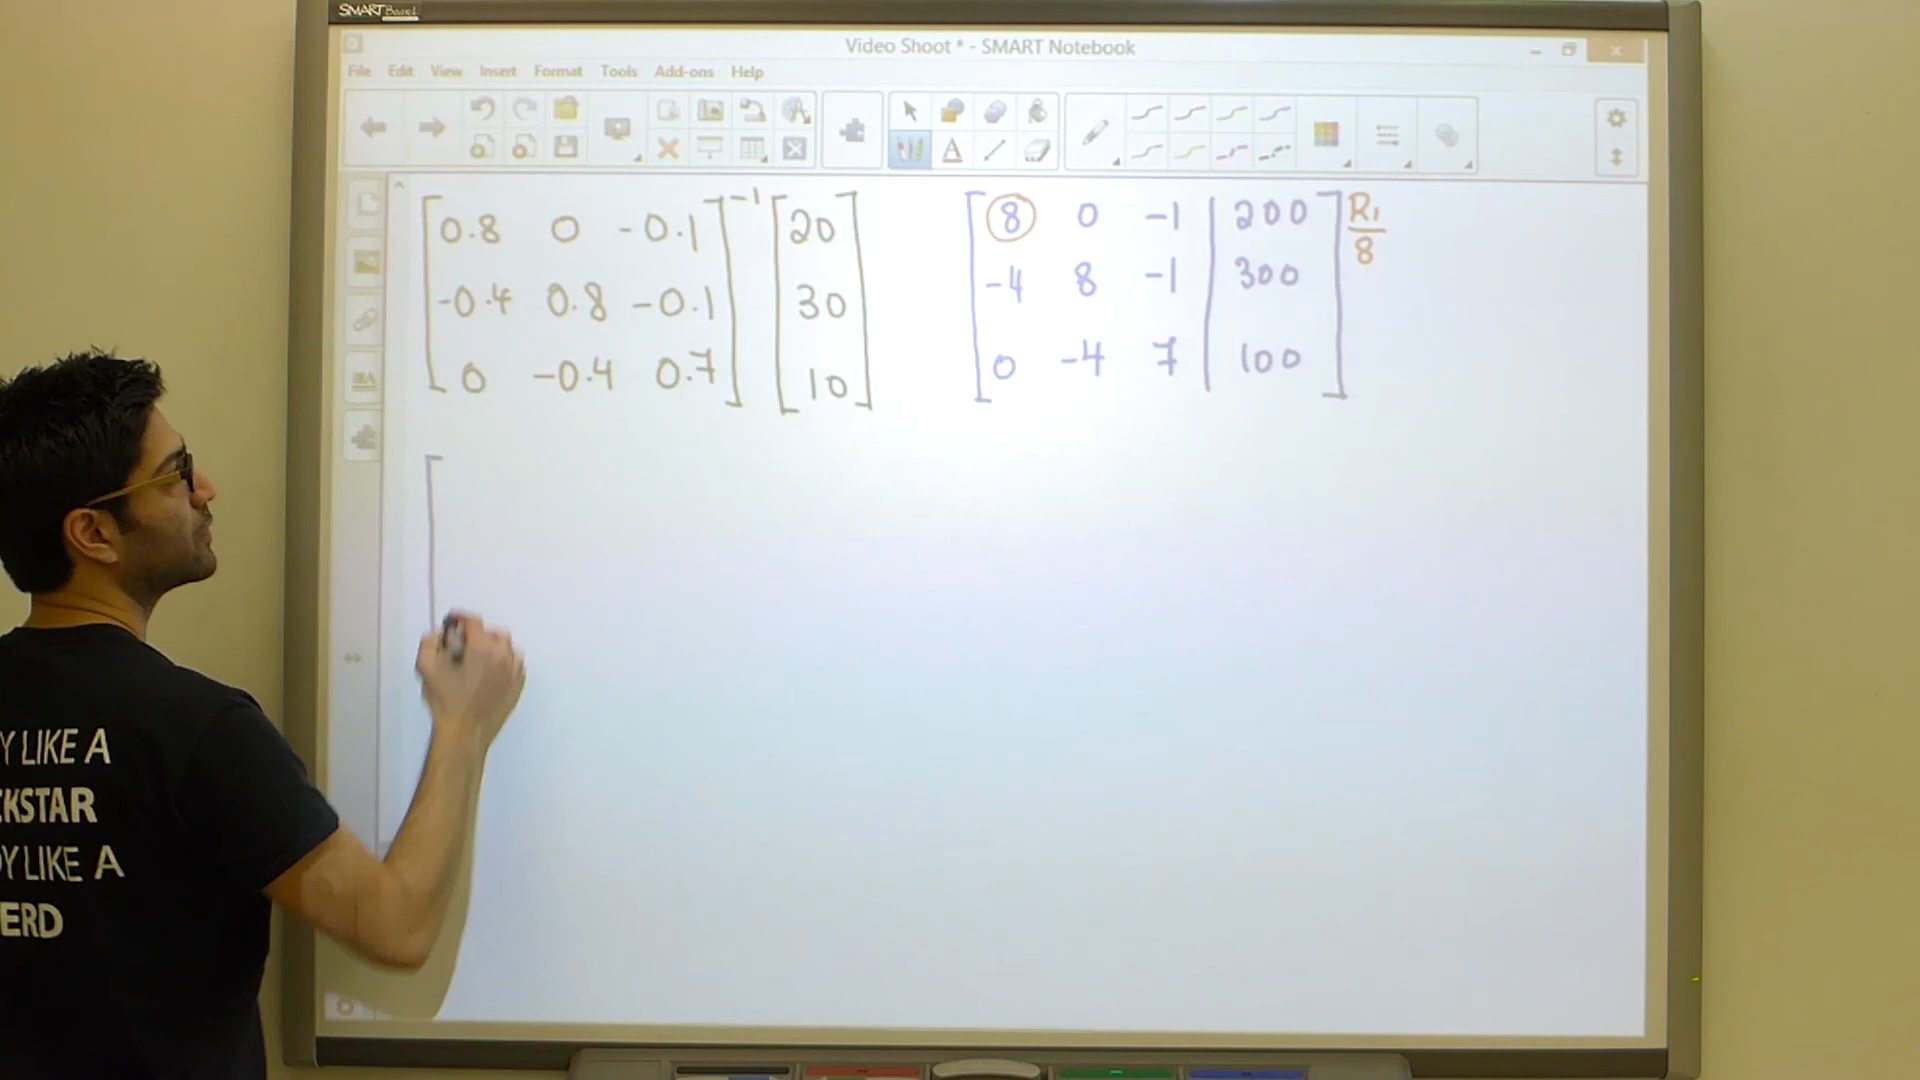 SMART Board
Video Shoot * - SMART Notebook
File Edit View Insert Format Tools Add-ons Help
0.8 0 -0.1 -1 20
-0.4 0.8 -0.1 30
0 -0.4 0.7 10
8 0 -1 200 R1/8
-4 8 -1 300
0 -4 7 100
Y LIKE A
CKSTAR
DY LIKE A
ERD